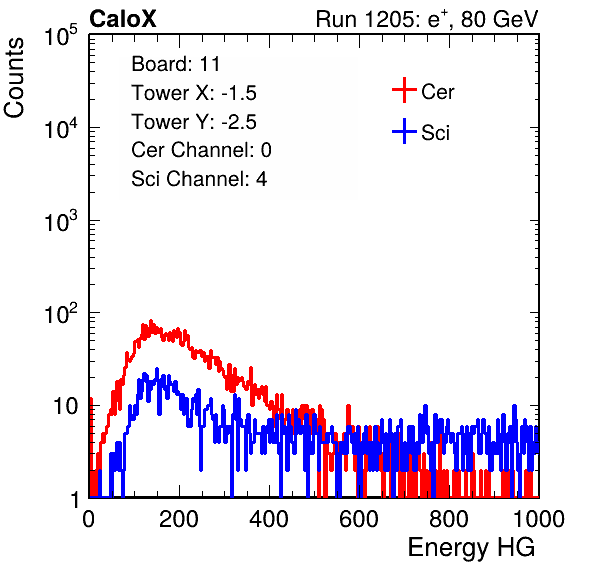 CaloX Run 1205: e⁺, 80 GeV
Counts
10⁵
10⁴
10³
10²
10
1
Board: 11
Tower X: -1.5
Tower Y: -2.5
Cer Channel: 0
Sci Channel: 4
Cer
Sci
0 200 400 600 800 1000
Energy HG